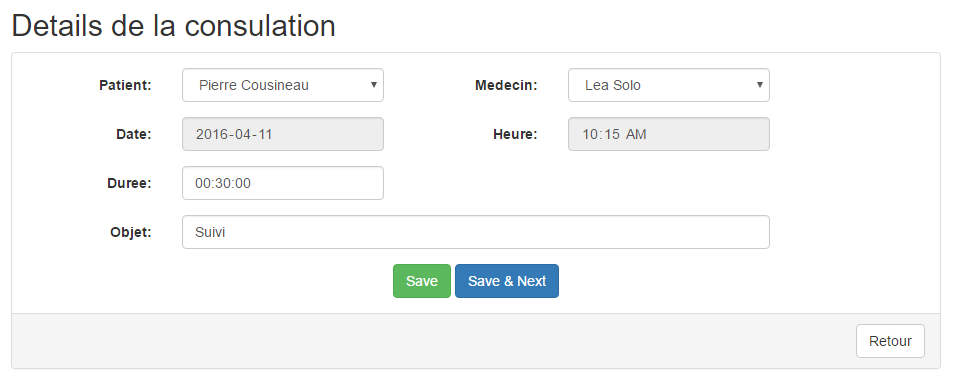 Details de la consulation
Patient: Pierre Cousineau Medecin: Lea Solo
Date: 2016-04-11 Heure: 10:15 AM
Duree: 00:30:00
Objet: Suivi
Save Save & Next
Retour